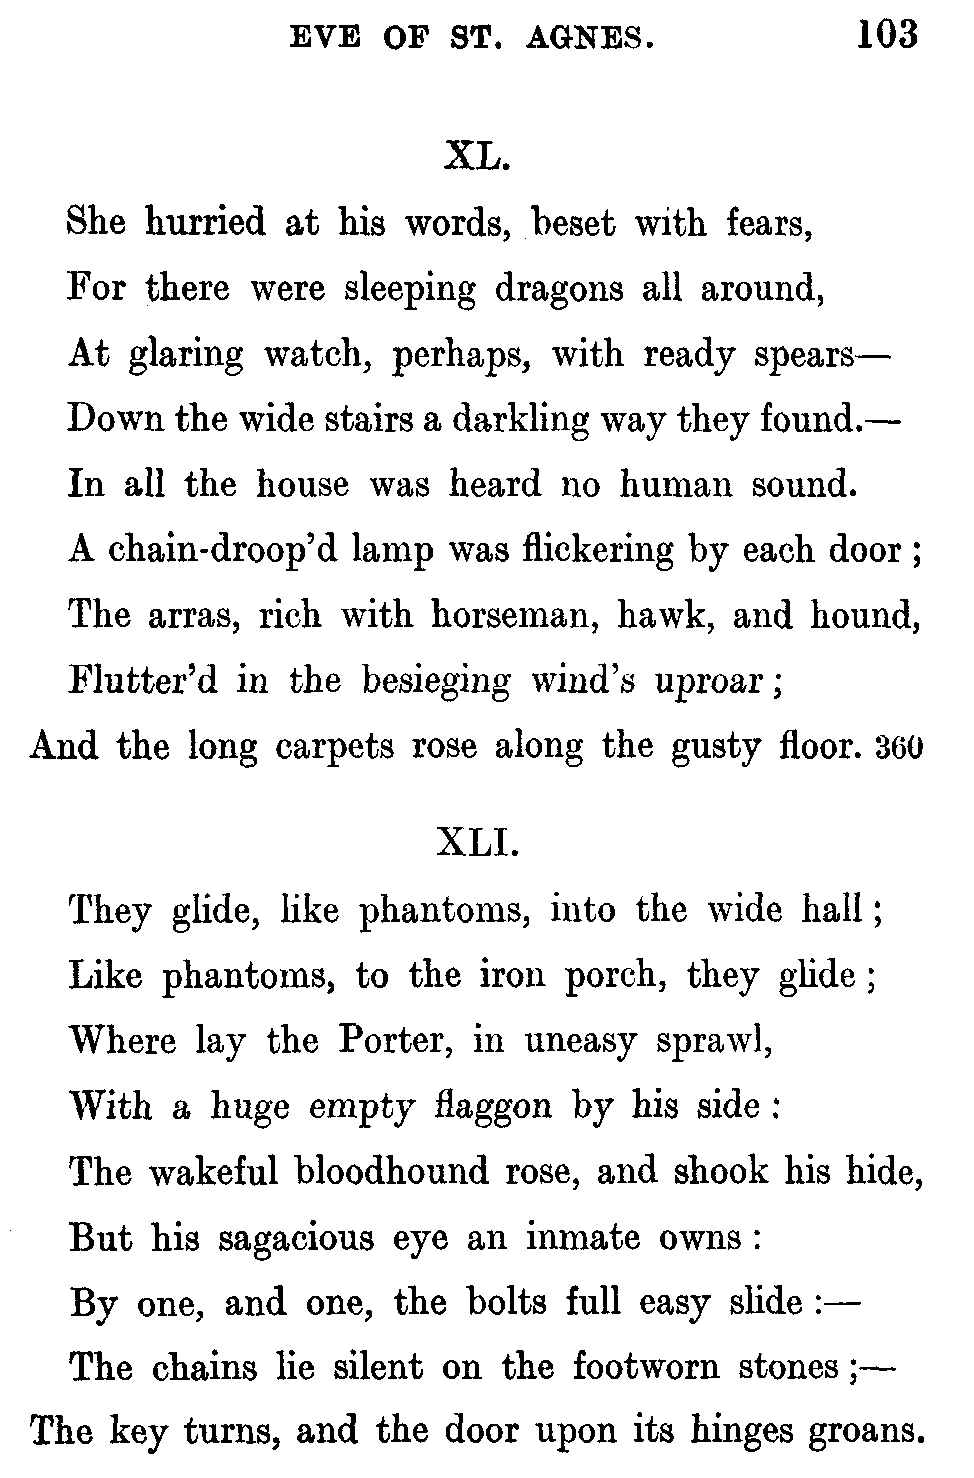 EVE OF ST. AGNES. 103
XL.
She hurried at his words, beset with fears,
For there were sleeping dragons all around,
At glaring watch, perhaps, with ready spears—
Down the wide stairs a darkling way they found.—
In all the house was heard no human sound.
A chain-droop'd lamp was flickering by each door ;
The arras, rich with horseman, hawk, and hound,
Flutter'd in the besieging wind's uproar ;
And the long carpets rose along the gusty floor. 360
XLI.
They glide, like phantoms, into the wide hall ;
Like phantoms, to the iron porch, they glide ;
Where lay the Porter, in uneasy sprawl,
With a huge empty flaggon by his side :
The wakeful bloodhound rose, and shook his hide,
But his sagacious eye an inmate owns :
By one, and one, the bolts full easy slide :—
The chains lie silent on the footworn stones ;—
The key turns, and the door upon its hinges groans.